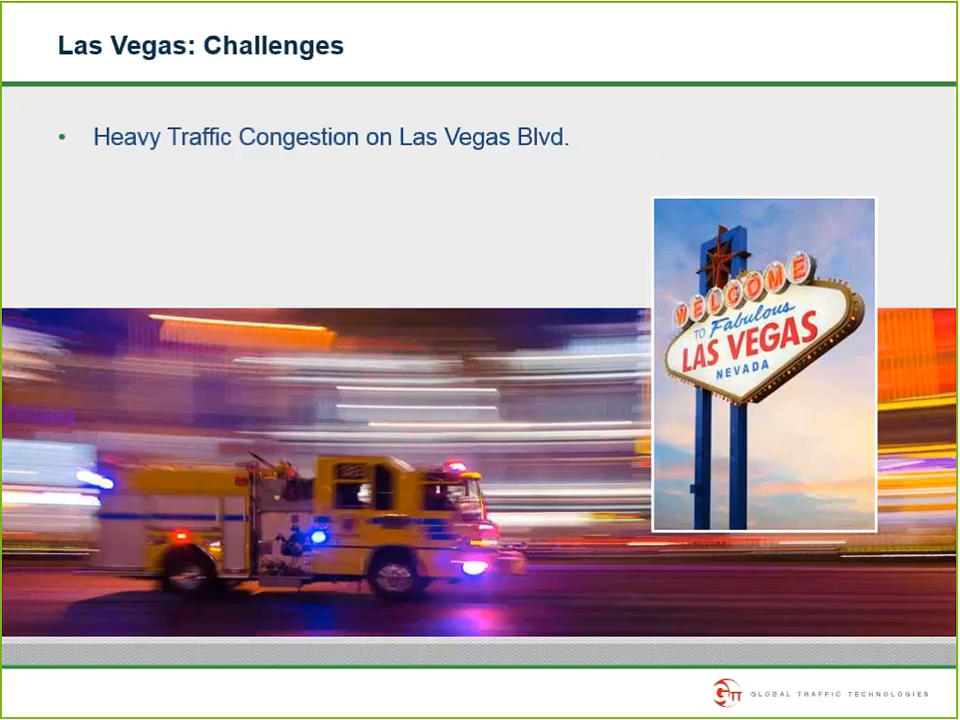 Las Vegas: Challenges
• Heavy Traffic Congestion on Las Vegas Blvd.
WELCOME
TO Fabulous
LAS VEGAS
NEVADA
GTT GLOBAL TRAFFIC TECHNOLOGIES